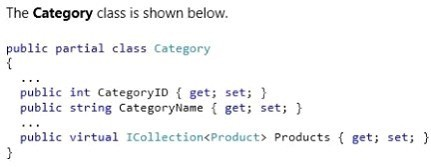 The Category class is shown below.
public partial class Category
{
...
public int CategoryID { get; set; }
public string CategoryName { get; set; }
...
public virtual ICollection<Product> Products { get; set; }
}